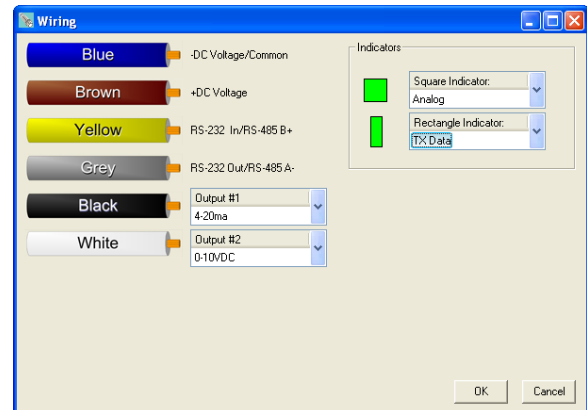 Wiring
Blue -DC Voltage/Common
Brown +DC Voltage
Yellow RS-232 In/RS-485 B+
Grey RS-232 Out/RS-485 A-
Black Output #1
4-20ma
White Output #2
0-10VDC
Indicators
Square Indicator:
Analog
Rectangle Indicator:
TX Data
OK Cancel